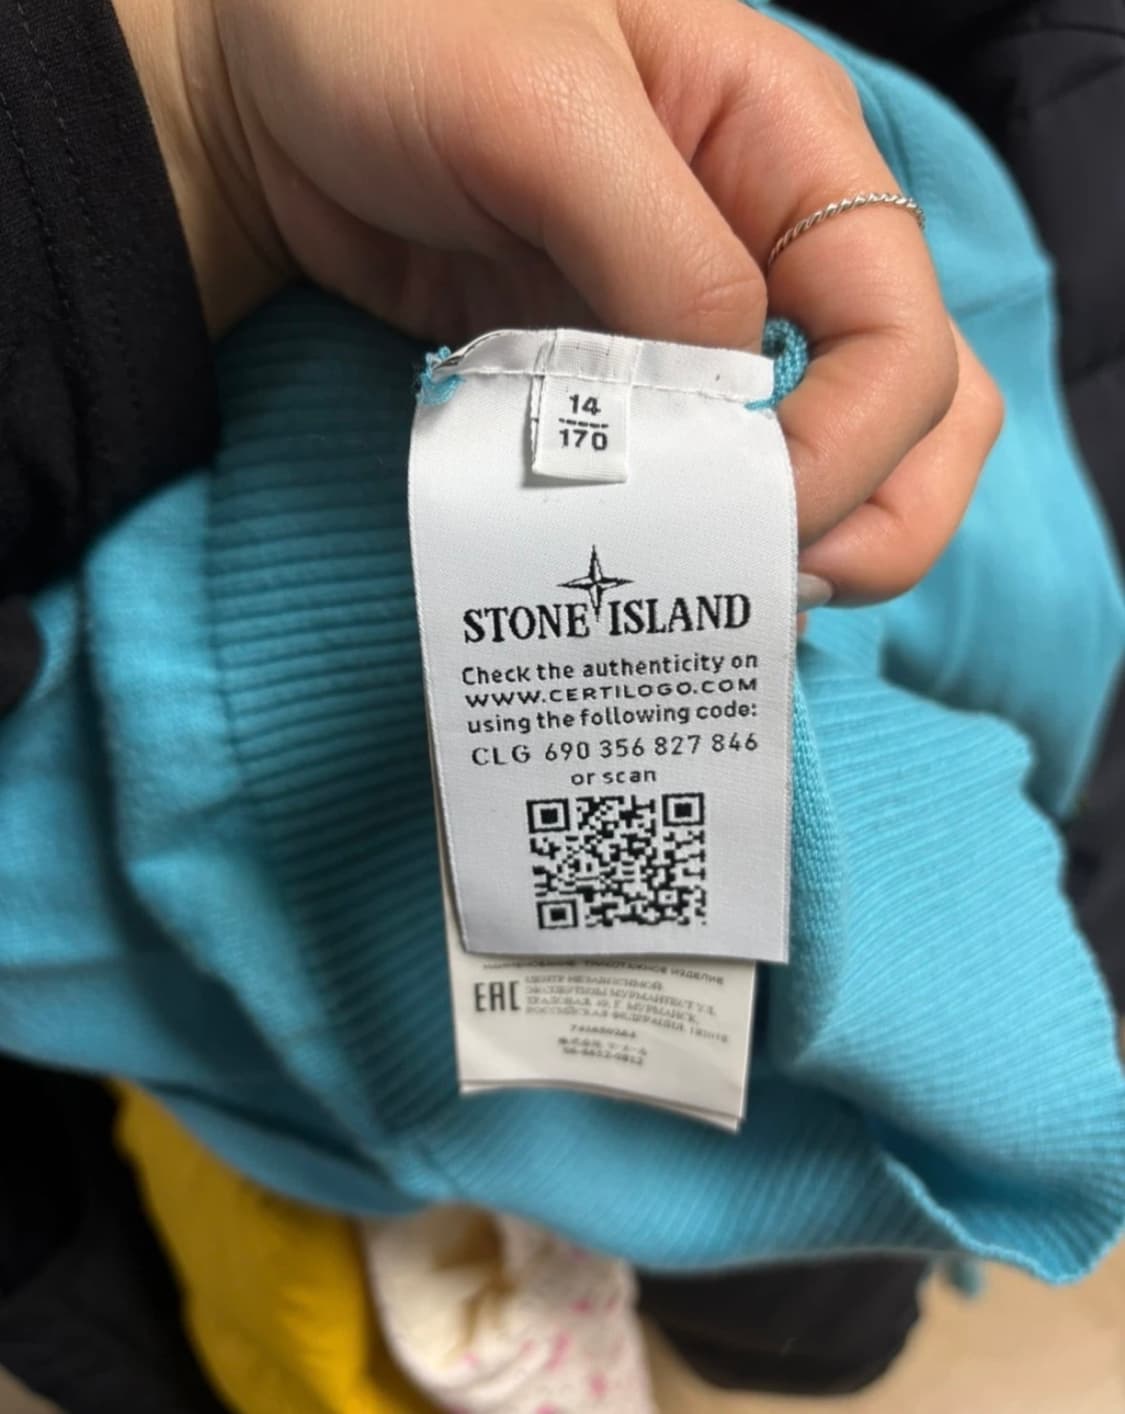 14
170
STONE ISLAND
Check the authenticity on
WWW.CERTILOGO.COM
using the following code:
CLG 690 356 827 846
or scan
ИЗДЕЛИЕ
EAC